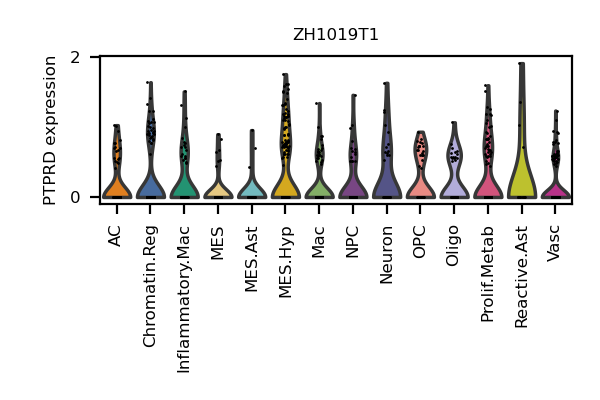 ZH1019T1
PTPRD expression
2
0
AC
Chromatin.Reg
Inflammatory.Mac
MES
MES.Ast
MES.Hyp
Mac
NPC
Neuron
OPC
Oligo
Prolif.Metab
Reactive.Ast
Vasc